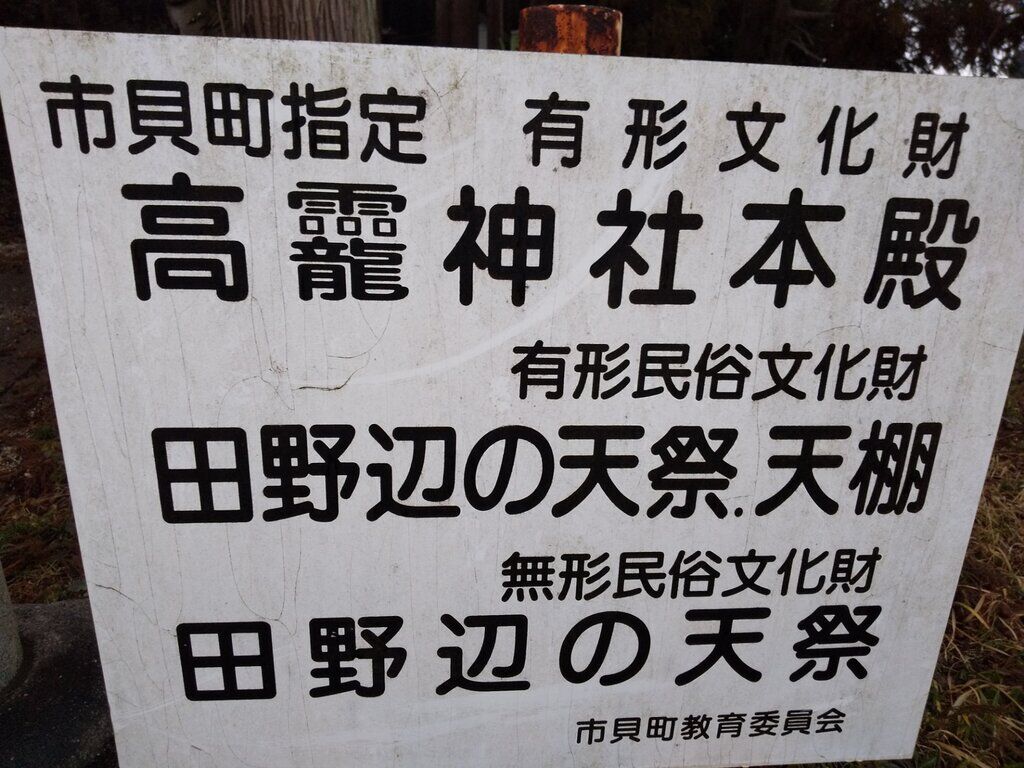 市貝町指定 有形文化財
高龗神社本殿
有形民俗文化財
田野辺の天祭.天棚
無形民俗文化財
田野辺の天祭
市貝町教育委員会